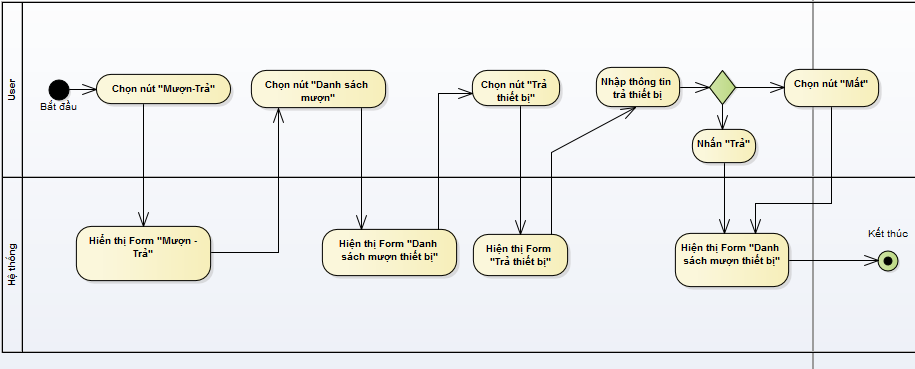 User
Bắt đầu
Chọn nút "Mượn-Trả"
Chọn nút "Danh sách
mượn"
Chọn nút "Trả
thiết bị"
Nhập thông tin
trả thiết bị
Chọn nút "Mất"
Nhấn "Trả"
Hệ thống
Hiển thị Form "Mượn -
Trả"
Hiện thị Form "Danh
sách mượn thiết bị"
Hiện thị Form
"Trả thiết bị"
Hiện thị Form "Danh
sách mượn thiết bị"
Kết thúc